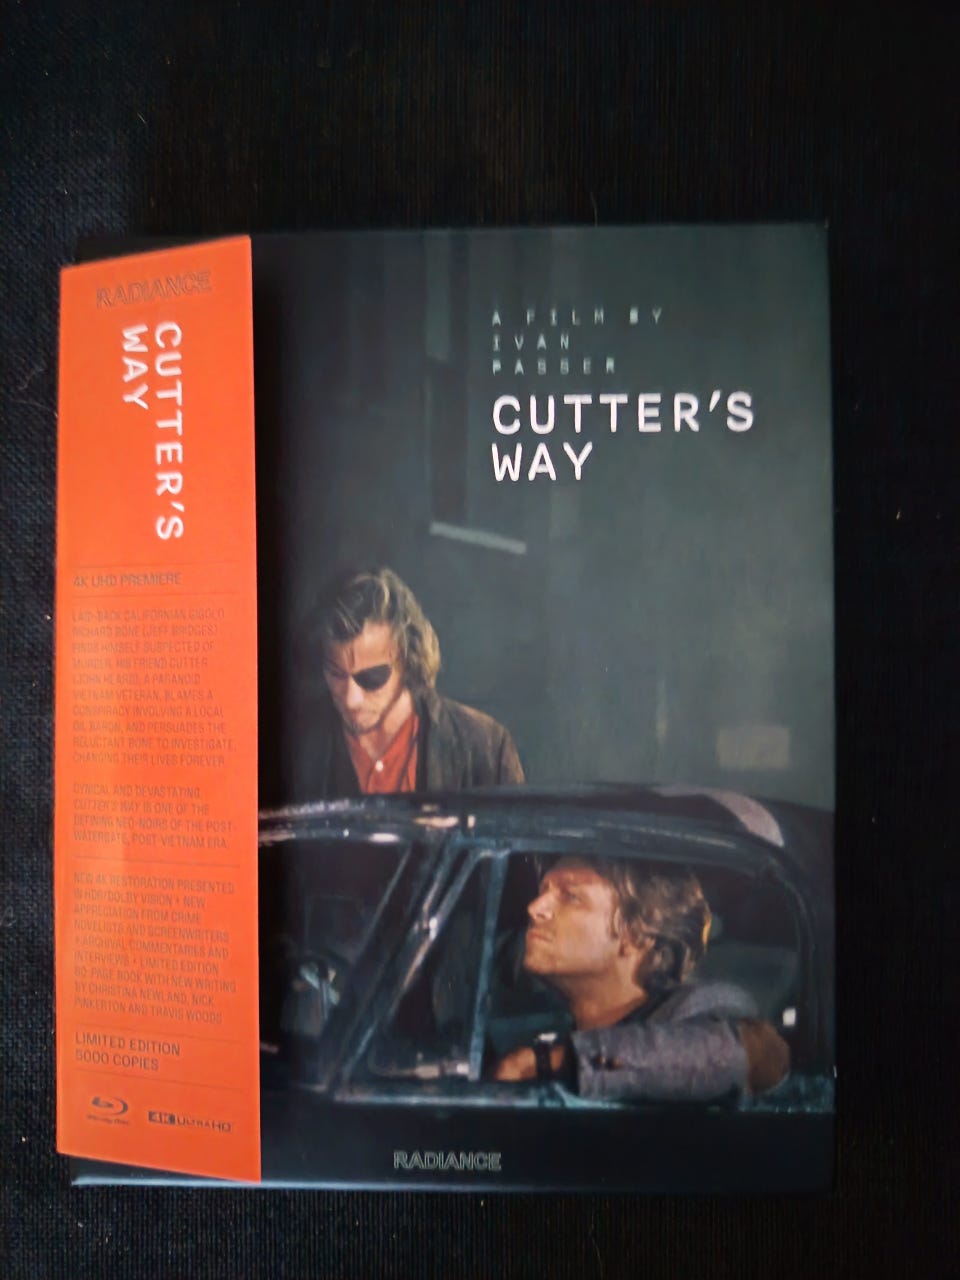 RADIANCE
CUTTER'S
WAY
4K UHD PREMIERE
LAID-BACK CALIFORNIAN GIGOLO
RICHARD BONE (JEFF BRIDGES)
FINDS HIMSELF SUSPECTED OF
MURDER. HIS FRIEND CUTTER
(JOHN HEARD), A PARANOID
VIETNAM VETERAN, BLAMES A
CONSPIRACY INVOLVING A LOCAL
OIL BARON, AND PERSUADES THE
RELUCTANT BONE TO INVESTIGATE,
CHANGING THEIR LIVES FOREVER.
CYNICAL AND DEVASTATING,
CUTTER'S WAY IS ONE OF THE
DEFINING NEO-NOIRS OF THE POST-
WATERGATE, POST-VIETNAM ERA.
NEW 4K RESTORATION PRESENTED
IN HDR/DOLBY VISION + NEW
APPRECIATION FROM CRIME
NOVELISTS AND SCREENWRITERS
+ ARCHIVAL COMMENTARIES AND
INTERVIEWS + LIMITED EDITION
80-PAGE BOOK WITH NEW WRITING
BY CHRISTINA NEWLAND, NICK
PINKERTON AND TRAVIS WOODS
LIMITED EDITION
5000 COPIES
Blu-ray Disc
4K ULTRA HD
A FILM BY
IVAN
PASSER
CUTTER'S
WAY
RADIANCE